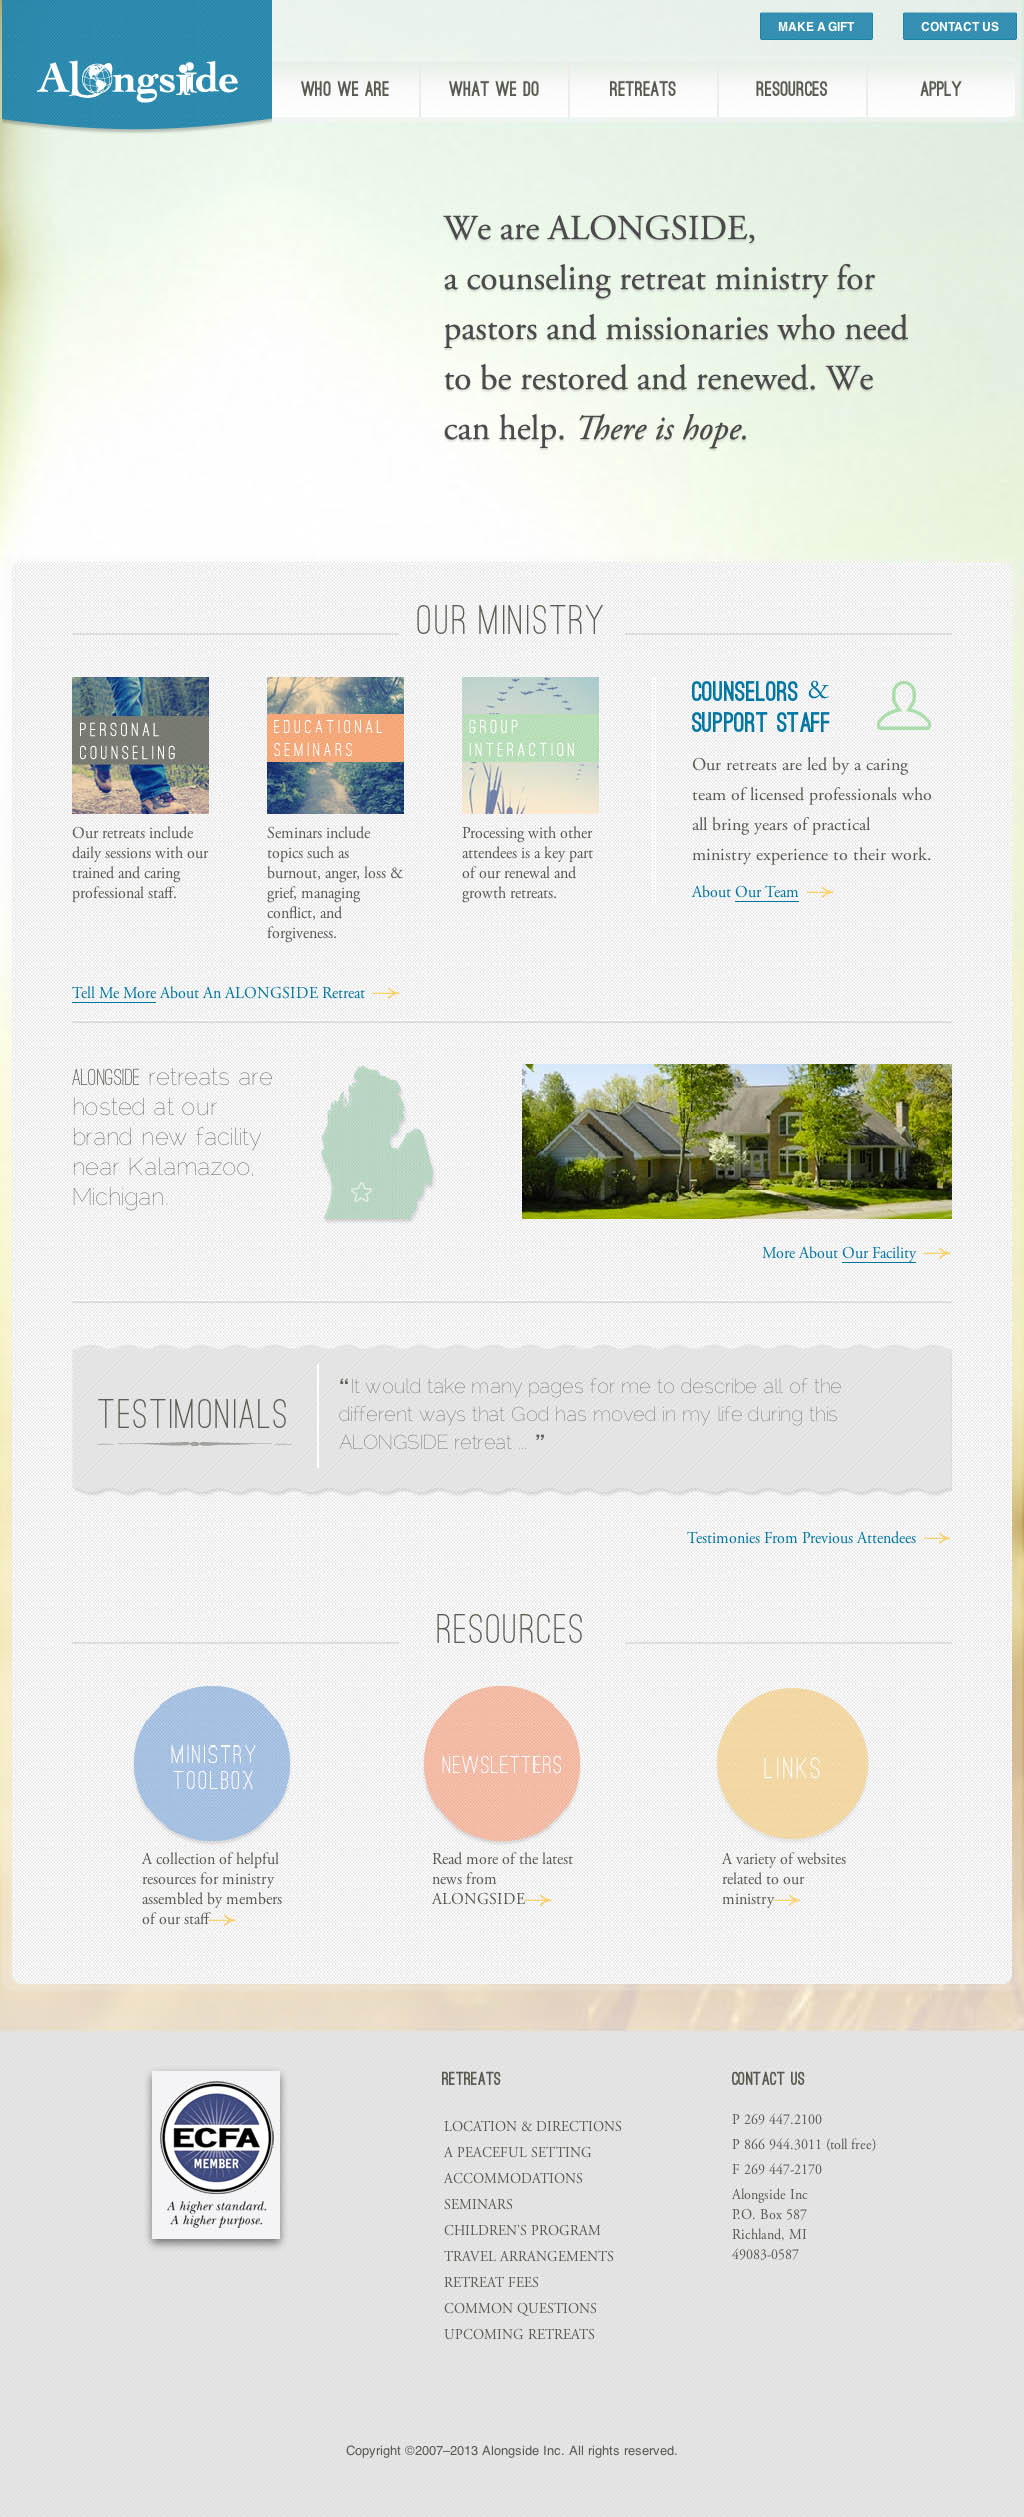 MAKE A GIFT
CONTACT US
Alongside
WHO WE ARE
WHAT WE DO
RETREATS
RESOURCES
APPLY
We are ALONGSIDE,
a counseling retreat ministry for
pastors and missionaries who need
to be restored and renewed. We
can help. There is hope.
OUR MINISTRY
PERSONAL
COUNSELING
Our retreats include
daily sessions with our
trained and caring
professional staff.
EDUCATIONAL
SEMINARS
Seminars include
topics such as
burnout, anger, loss &
grief, managing
conflict, and
forgiveness.
GROUP
INTERACTION
Processing with other
attendees is a key part
of our renewal and
growth retreats.
COUNSELORS &
SUPPORT STAFF
Our retreats are led by a caring
team of licensed professionals who
all bring years of practical
ministry experience to their work.
About Our Team
Tell Me More About An ALONGSIDE Retreat
ALONGSIDE retreats are
hosted at our
brand new facility
near Kalamazoo,
Michigan.
More About Our Facility
TESTIMONIALS
“It would take many pages for me to describe all of the
different ways that God has moved in my life during this
ALONGSIDE retreat ... ”
Testimonies From Previous Attendees
RESOURCES
MINISTRY
TOOLBOX
A collection of helpful
resources for ministry
assembled by members
of our staff
NEWSLETTERS
Read more of the latest
news from
ALONGSIDE
LINKS
A variety of websites
related to our
ministry
ECFA
MEMBER
A higher standard.
A higher purpose.
RETREATS
LOCATION & DIRECTIONS
A PEACEFUL SETTING
ACCOMMODATIONS
SEMINARS
CHILDREN'S PROGRAM
TRAVEL ARRANGEMENTS
RETREAT FEES
COMMON QUESTIONS
UPCOMING RETREATS
CONTACT US
P 269 447.2100
P 866 944.3011 (toll free)
F 269 447-2170
Alongside Inc
P.O. Box 587
Richland, MI
49083-0587
Copyright ©2007–2013 Alongside Inc. All rights reserved.